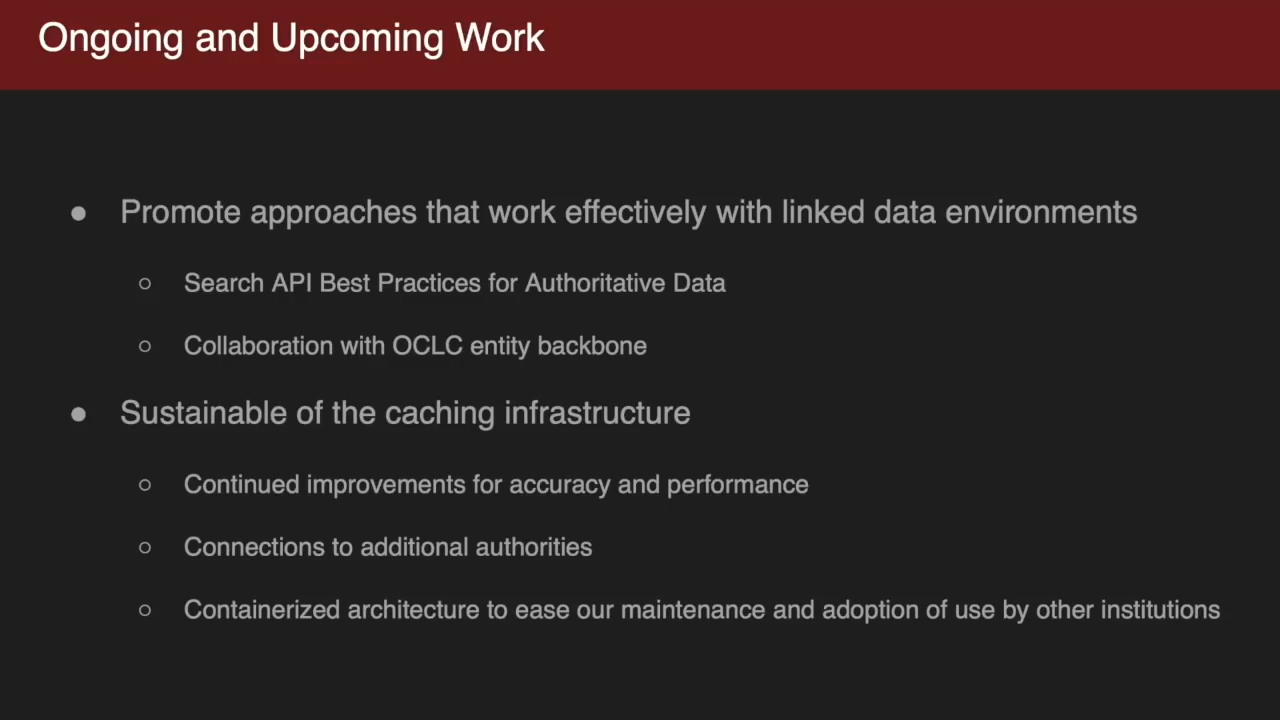 Ongoing and Upcoming Work
● Promote approaches that work effectively with linked data environments
○ Search API Best Practices for Authoritative Data
○ Collaboration with OCLC entity backbone
● Sustainable of the caching infrastructure
○ Continued improvements for accuracy and performance
○ Connections to additional authorities
○ Containerized architecture to ease our maintenance and adoption of use by other institutions